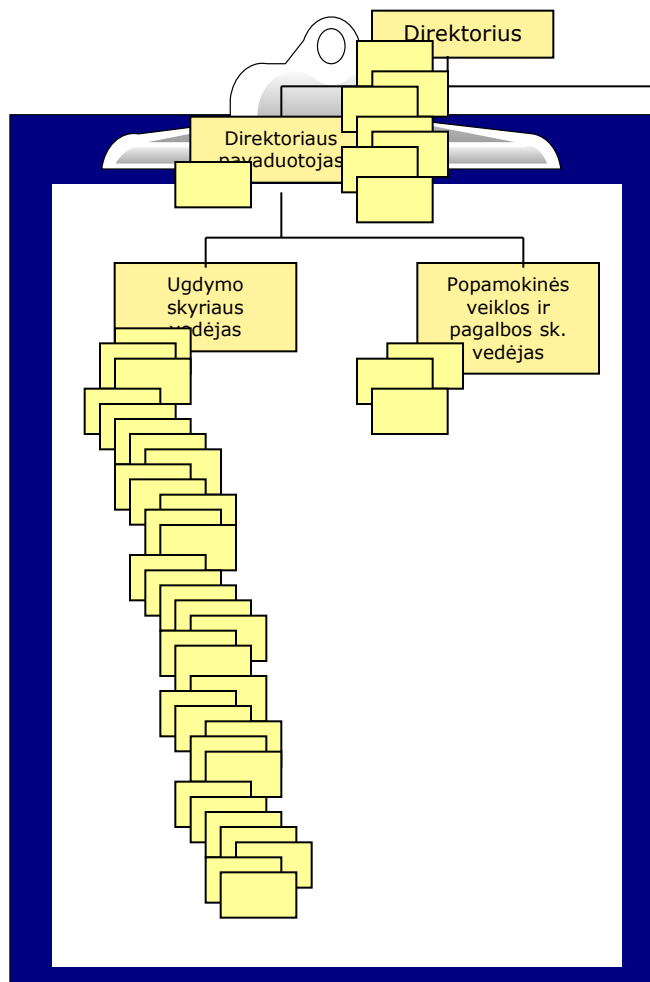 Direktorius
Direktoriaus
pavaduotojas
Ugdymo
skyriaus
vedėjas
Popamokinės
veiklos ir
pagalbos sk.
vedėjas